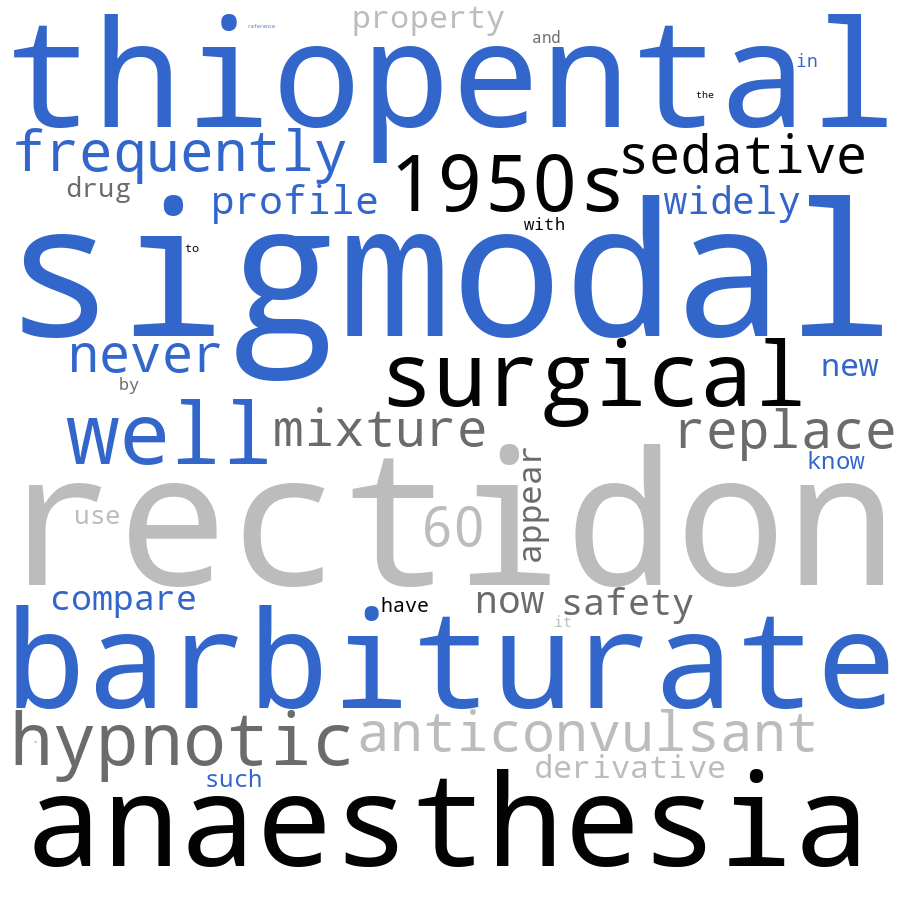 reference
property
thiopental
and
in
the
frequently
1950s
sedative
drug
profile
widely
sigmodal
with
to
never
surgical
new
by
well
mixture
replace
know
rectidon
appear
use
60
compare
have
now
safety
barbiturate
it
hypnotic
anticonvulsant
derivative
such
anaesthesia